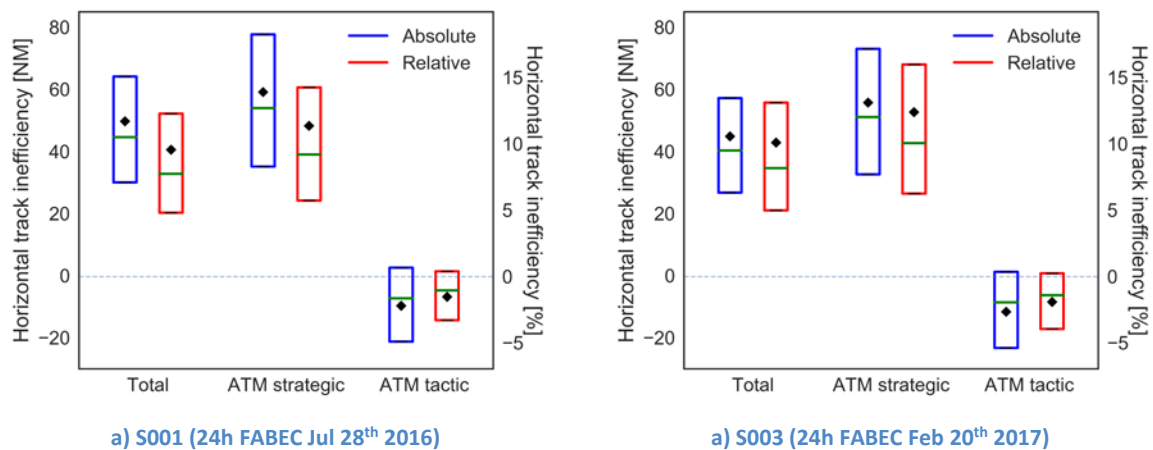 80
60
40
20
0
−20
Horizontal track inefficiency [NM]
Absolute
Relative
15
10
5
0
−5
Horizontal track inefficiency [%]
Total
ATM strategic
ATM tactic
a) S001 (24h FABEC Jul 28th 2016)
80
60
40
20
0
−20
Horizontal track inefficiency [NM]
Absolute
Relative
15
10
5
0
−5
Horizontal track inefficiency [%]
Total
ATM strategic
ATM tactic
a) S003 (24h FABEC Feb 20th 2017)